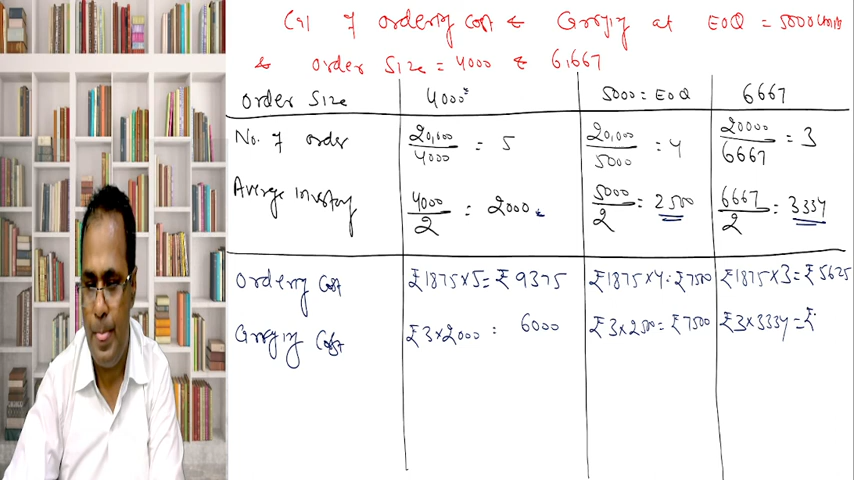 Cal of Ordering Cost & Carrying at EOQ = 5000 units
& order Size = 4000 & 6,667
Order Size 4000 5000 = EOQ 6667
No. of order 20,000/4000 = 5 20,000/5000 = 4 20000/6667 = 3
Average inventory 4000/2 = 2000 5000/2 = 2500 6667/2 = 3334
Ordering Cost ₹1875×5 = ₹9375 ₹1875×4 = ₹7500 ₹1875×3 = ₹5625
Carrying Cost ₹3×2000 = 6000 ₹3×2500 = ₹7500 ₹3×3334 = ₹